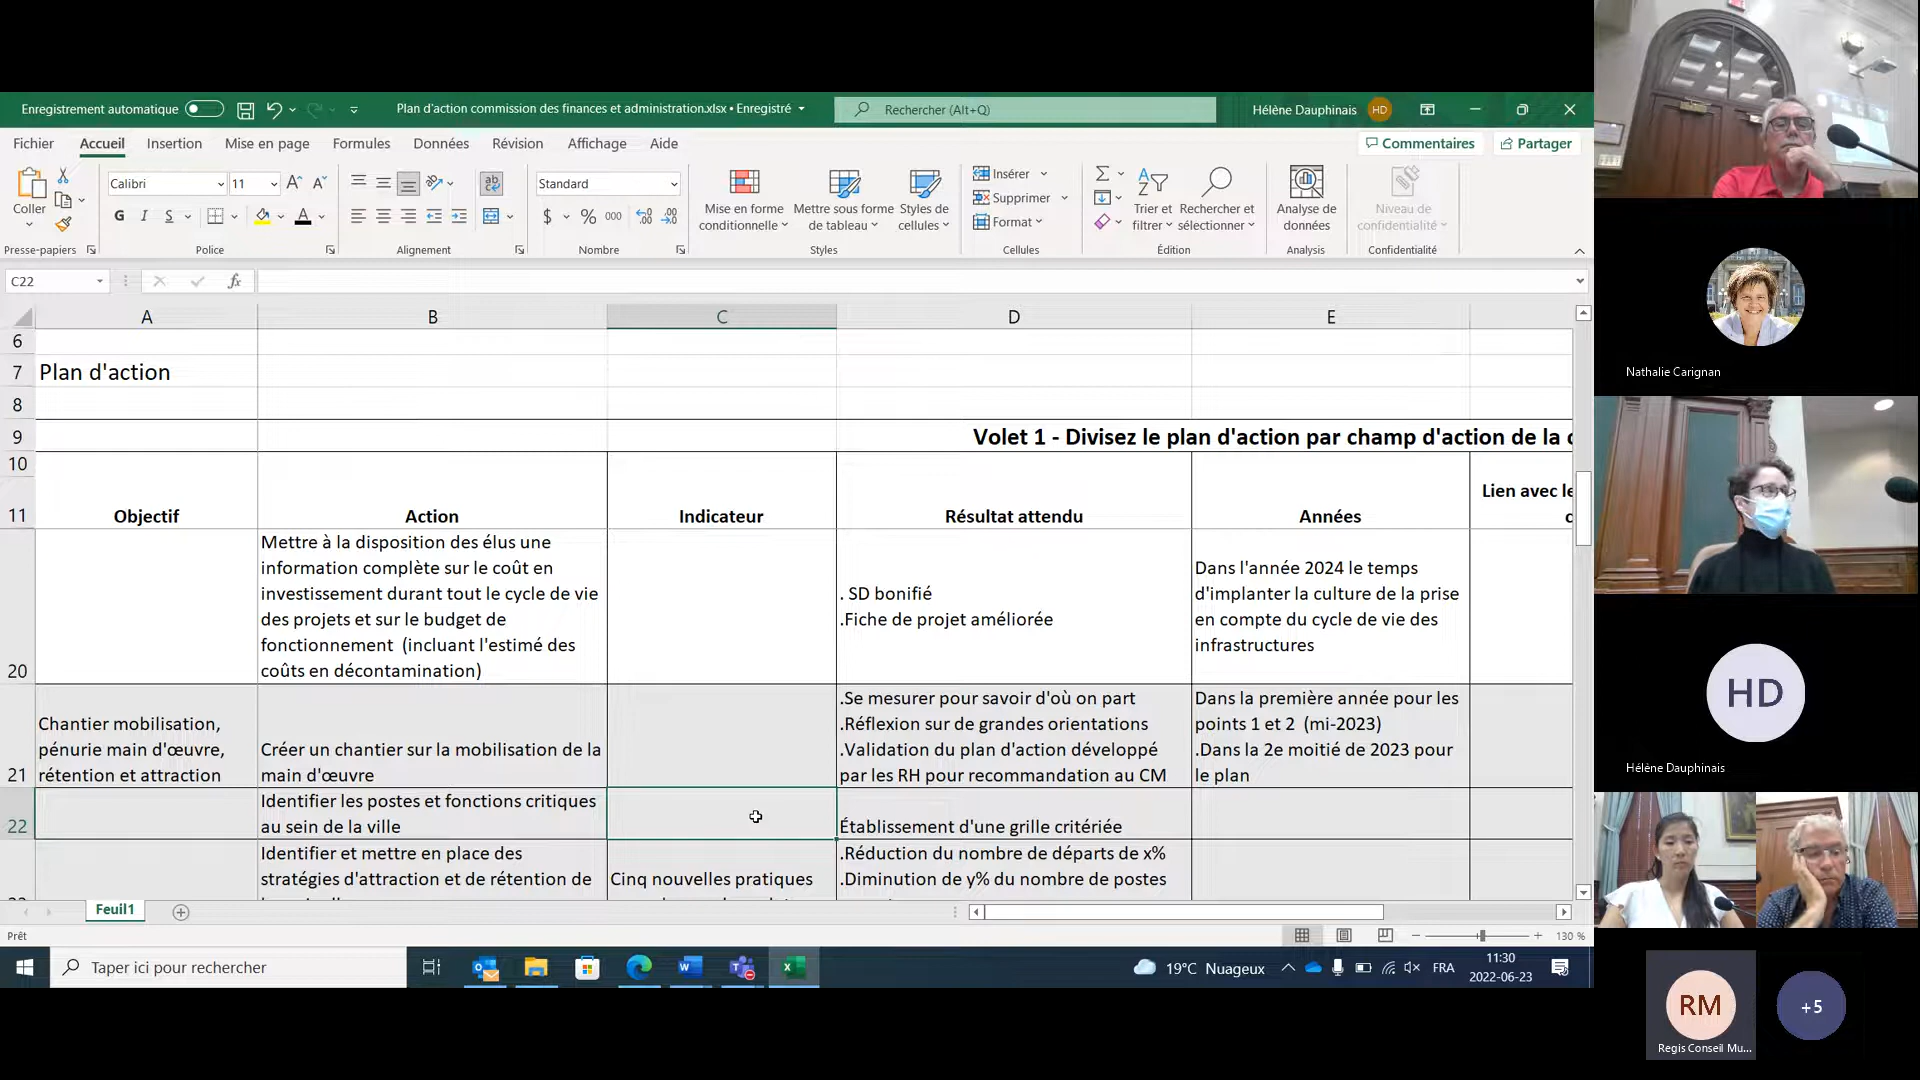 Enregistrement automatique
Plan d'action commission des finances et administration.xlsx • Enregistré
Rechercher (Alt+Q)
Hélène Dauphinais
HD
Fichier Accueil Insertion Mise en page Formules Données Révision Affichage Aide
Commentaires
Partager
Coller
Calibri
11
Standard
G I S
$ % 000
Mise en forme conditionnelle
Mettre sous forme de tableau
Styles de cellules
Insérer
Supprimer
Format
Trier et filtrer
Rechercher et sélectionner
Analyse de données
Niveau de confidentialité
Presse-papiers
Police
Alignement
Nombre
Styles
Cellules
Édition
Analysis
Confidentialité
C22
fx
A B C D E
6
7 Plan d'action
8
9 Volet 1 - Divisez le plan d'action par champ d'action de la
10
Lien avec
11 Objectif Action Indicateur Résultat attendu Années
Mettre à la disposition des élus une
information complète sur le coût en
investissement durant tout le cycle de vie
des projets et sur le budget de
fonctionnement (incluant l'estimé des
coûts en décontamination)
. SD bonifié
.Fiche de projet améliorée
Dans l'année 2024 le temps
d'implanter la culture de la prise
en compte du cycle de vie des
infrastructures
20
Chantier mobilisation,
pénurie main d'œuvre,
rétention et attraction
Créer un chantier sur la mobilisation de la
main d'œuvre
.Se mesurer pour savoir d'où on part
.Réflexion sur de grandes orientations
.Validation du plan d'action développé
par les RH pour recommandation au CM
Dans la première année pour les
points 1 et 2 (mi-2023)
.Dans la 2e moitié de 2023 pour
le plan
21
Identifier les postes et fonctions critiques
au sein de la ville
Établissement d'une grille critériée
22
Identifier et mettre en place des
stratégies d'attraction et de rétention de
Cinq nouvelles pratiques
.Réduction du nombre de départs de x%
.Diminution de y% du nombre de postes
Feuil1
Prêt
130 %
Taper ici pour rechercher
19°C Nuageux
FRA
11:30
2022-06-23
Nathalie Carignan
HD
Hélène Dauphinais
RM
Regis Conseil Mu...
+5